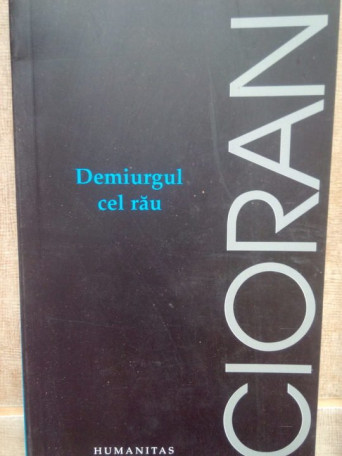 CIORAN
Demiurgul
cel rău
HUMANITAS